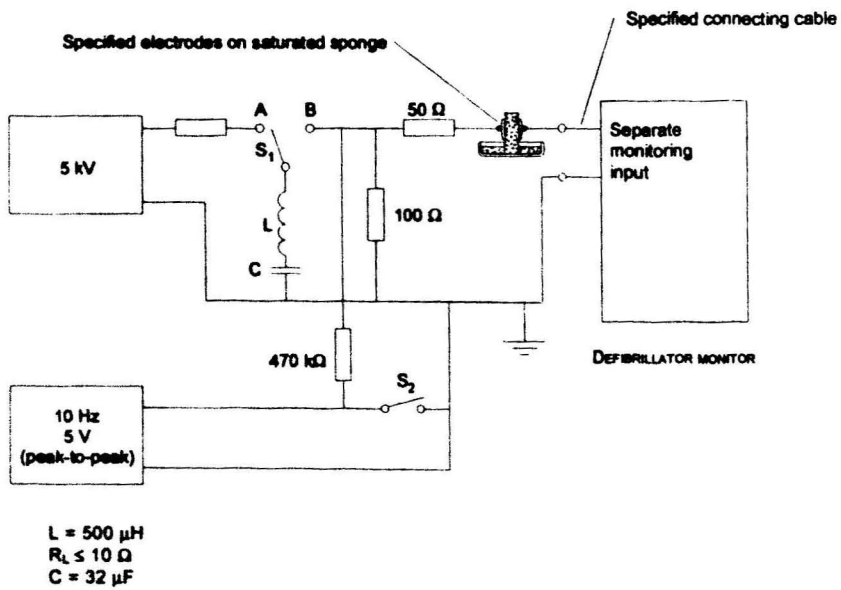 Specified connecting cable
Specified electrodes on saturated sponge
A
B
50 Ω
S1
5 kV
L
C
100 Ω
Separate
monitoring
input
470 kΩ
S2
DEFIBRILLATOR MONITOR
10 Hz
5 V
(peak-to-peak)
L = 500 µH
RL ≤ 10 Ω
C = 32 µF